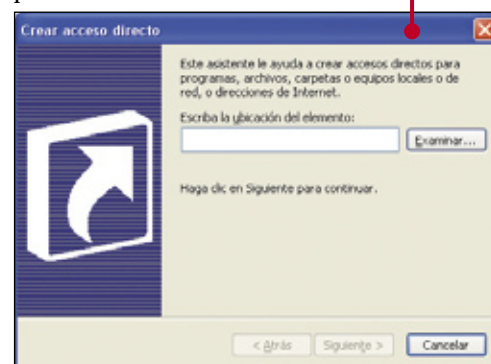 Crear acceso directo
Este asistente le ayuda a crear accesos directos para
programas, archivos, carpetas o equipos locales o de
red, o direcciones de Internet.
Escriba la ubicación del elemento:
Examinar...
Haga clic en Siguiente para continuar.
< Atrás
Siguiente >
Cancelar